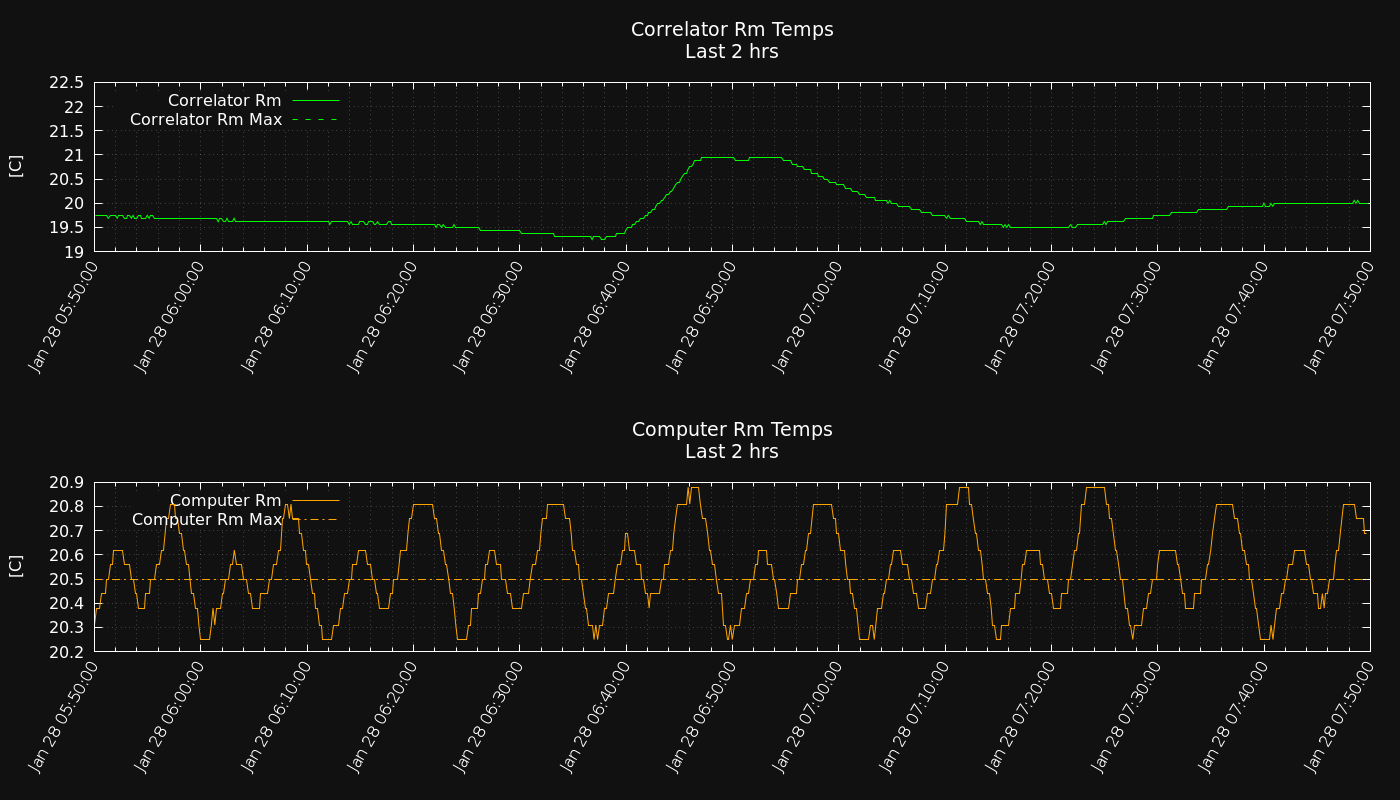 Correlator Rm Temps
Last 2 hrs
22.5
22
21.5
21
20.5
20
19.5
19
[C]
Correlator Rm
Correlator Rm Max
Jan 28 05:50:00
Jan 28 06:00:00
Jan 28 06:10:00
Jan 28 06:20:00
Jan 28 06:30:00
Jan 28 06:40:00
Jan 28 06:50:00
Jan 28 07:00:00
Jan 28 07:10:00
Jan 28 07:20:00
Jan 28 07:30:00
Jan 28 07:40:00
Jan 28 07:50:00
Computer Rm Temps
Last 2 hrs
20.9
20.8
20.7
20.6
20.5
20.4
20.3
20.2
[C]
Computer Rm
Computer Rm Max
Jan 28 05:50:00
Jan 28 06:00:00
Jan 28 06:10:00
Jan 28 06:20:00
Jan 28 06:30:00
Jan 28 06:40:00
Jan 28 06:50:00
Jan 28 07:00:00
Jan 28 07:10:00
Jan 28 07:20:00
Jan 28 07:30:00
Jan 28 07:40:00
Jan 28 07:50:00